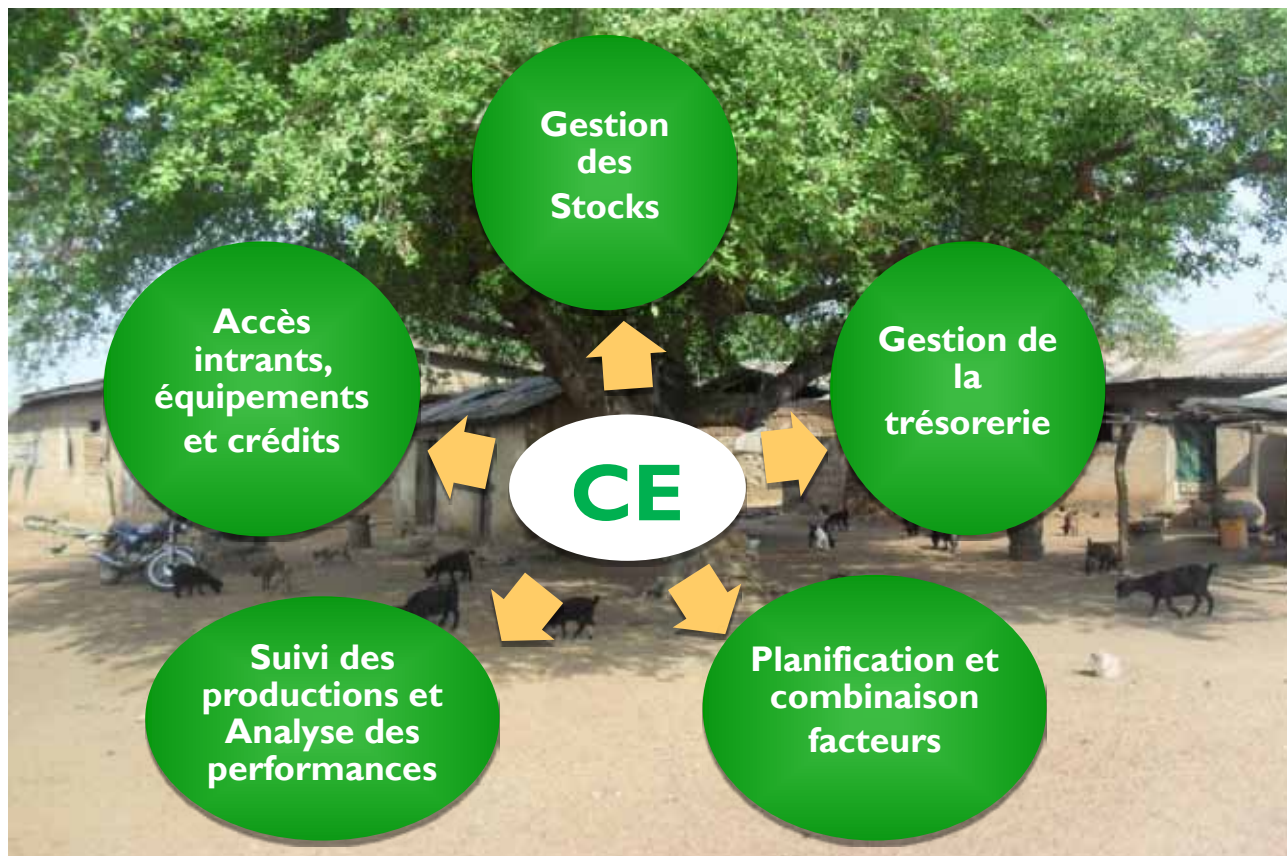 Gestion
des
Stocks
Accès
intrants,
équipements
et crédits
Gestion de
la
trésorerie
CE
Suivi des
productions et
Analyse des
performances
Planification et
combinaison
facteurs